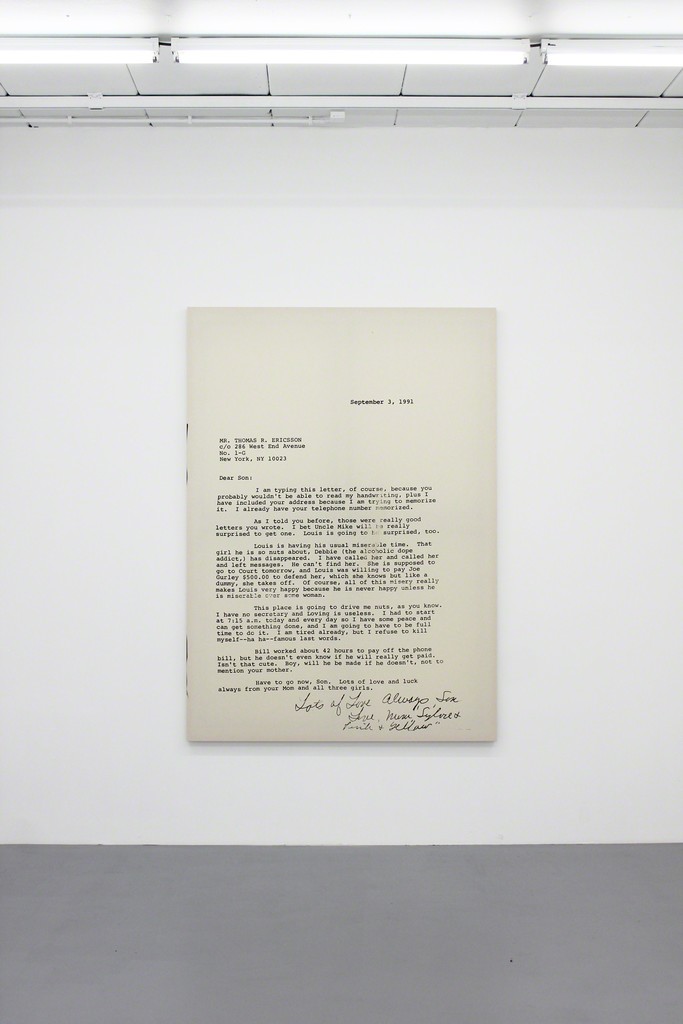 September 3, 1991
MR. THOMAS R. ERICSSON
c/o 286 West End Avenue
No. 1-G
New York, NY 10023
Dear Son:
I am typing this letter, of course, because you
probably wouldn't be able to read my handwriting, plus I
have included your address because I am trying to memorize
it.  I already have your telephone number memorized.
As I told you before, those were really good
letters you wrote.  I bet Uncle Mike will be really
surprised to get one.  Louis is going to be surprised, too.
Louis is having his usual miserable time.  That
girl he is so nuts about, Debbie (the alcoholic dope
addict,) has disappeared.  I have called her and called her
and left messages.  He can't find her.  She is supposed to
go to Court tomorrow, and Louis was willing to pay Joe
Gurley $500.00 to defend her, which she knows but like a
dummy, she takes off.  Of course, all of this misery really
makes Louis very happy because he is never happy unless he
is miserable over some woman.
This place is going to drive me nuts, as you know.
I have no secretary and Loving is useless.  I had to start
at 7:15 a.m. today and every day so I have some peace and
can get something done, and I am going to have to be full
time to do it.  I am tired already, but I refuse to kill
myself--ha ha--famous last words.
Bill worked about 42 hours to pay off the phone
bill, but he doesn't even know if he will really get paid.
Isn't that cute.  Boy, will he be made if he doesn't, not to
mention your mother.
Have to go now, Son.  Lots of love and luck
always from your Mom and all three girls.
Lots of Love Always, Son
Love, Mum